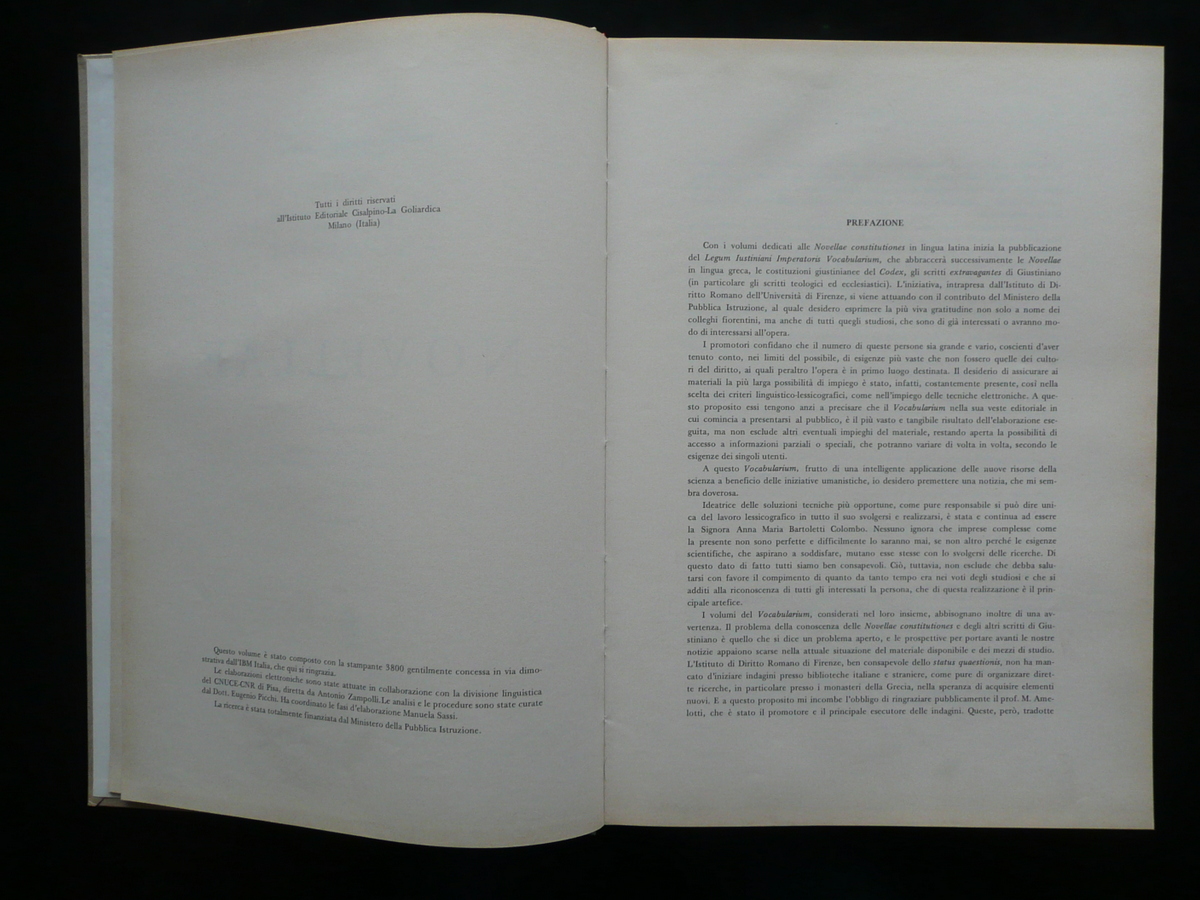 Tutti i diritti riservati
all'Istituto Editoriale Cisalpino-La Goliardica
Milano (Italia)
Questo volume è stato composto con la stampante 3800 gentilmente concessa in via dimo-
strativa dall'IBM Italia, che qui si ringrazia.
Le elaborazioni elettroniche sono state attuate in collaborazione con la divisione linguistica
del CNUCE-CNR di Pisa, diretta da Antonio Zampolli. Le analisi e le procedure sono state curate
dal Dott. Eugenio Picchi. Ha coordinato le fasi d'elaborazione Manuela Sassi.
La ricerca è stata totalmente finanziata dal Ministero della Pubblica Istruzione.
PREFAZIONE
Con i volumi dedicati alle Novellae constitutiones in lingua latina inizia la pubblicazione
del Legum Iustiniani Imperatoris Vocabularium, che abbraccerà successivamente le Novellae
in lingua greca, le costituzioni giustinianee del Codex, gli scritti extravagantes di Giustiniano
(in particolare gli scritti teologici ed ecclesiastici). L'iniziativa, intrapresa dall'Istituto di Di-
ritto Romano dell'Università di Firenze, si viene attuando con il contributo del Ministero della
Pubblica Istruzione, al quale desidero esprimere la più viva gratitudine non solo a nome dei
colleghi fiorentini, ma anche di tutti quegli studiosi, che sono di già interessati o avranno mo-
do di interessarsi all'opera.
I promotori confidano che il numero di queste persone sia grande e vario, coscienti d'aver
tenuto conto, nei limiti del possibile, di esigenze più vaste che non fossero quelle dei culto-
ri del diritto, ai quali peraltro l'opera è in primo luogo destinata. Il desiderio di assicurare ai
materiali la più larga possibilità di impiego è stato, infatti, costantemente presente, così nella
scelta dei criteri linguistico-lessicografici, come nell'impiego delle tecniche elettroniche. A que-
sto proposito essi tengono anzi a precisare che il Vocabularium nella sua veste editoriale in
cui comincia a presentarsi al pubblico, è il più vasto e tangibile risultato dell'elaborazione ese-
guita, ma non esclude altri eventuali impieghi del materiale, restando aperta la possibilità di
accesso a informazioni parziali o speciali, che potranno variare di volta in volta, secondo le
esigenze dei singoli utenti.
A questo Vocabularium, frutto di una intelligente applicazione delle nuove risorse della
scienza a beneficio delle iniziative umanistiche, io desidero premettere una notizia, che mi sem-
bra doverosa.
Ideatrice delle soluzioni tecniche più opportune, come pure responsabile si può dire uni-
ca del lavoro lessicografico in tutto il suo svolgersi e realizzarsi, è stata e continua ad essere
la Signora Anna Maria Bartoletti Colombo. Nessuno ignora che imprese complesse come
la presente non sono perfette e difficilmente lo saranno mai, se non altro perché le esigenze
scientifiche, che aspirano a soddisfare, mutano esse stesse con lo svolgersi delle ricerche. Di
questo dato di fatto tutti siamo ben consapevoli. Ciò, tuttavia, non esclude che debba salu-
tarsi con favore il compimento di quanto da tanto tempo era nei voti degli studiosi e che si
additi alla riconoscenza di tutti gli interessati la persona, che di questa realizzazione è il prin-
cipale artefice.
I volumi del Vocabularium, considerati nel loro insieme, abbisognano inoltre di una av-
vertenza. Il problema della conoscenza delle Novellae constitutiones e degli altri scritti di Giu-
stiniano è quello che si dice un problema aperto, e le prospettive per portare avanti le nostre
notizie appaiono scarse nella attuale situazione del materiale disponibile e dei mezzi di studio.
L'Istituto di Diritto Romano di Firenze, ben consapevole dello status quaestionis, non ha man-
cato d'iniziare indagini presso biblioteche italiane e straniere, come pure di organizzare diret-
te ricerche, in particolare presso i monasteri della Grecia, nella speranza di acquisire elementi
nuovi. E a questo proposito mi incombe l'obbligo di ringraziare pubblicamente il prof. M. Ame-
lotti, che è stato il promotore e il principale esecutore delle indagini. Queste, però, tradotte